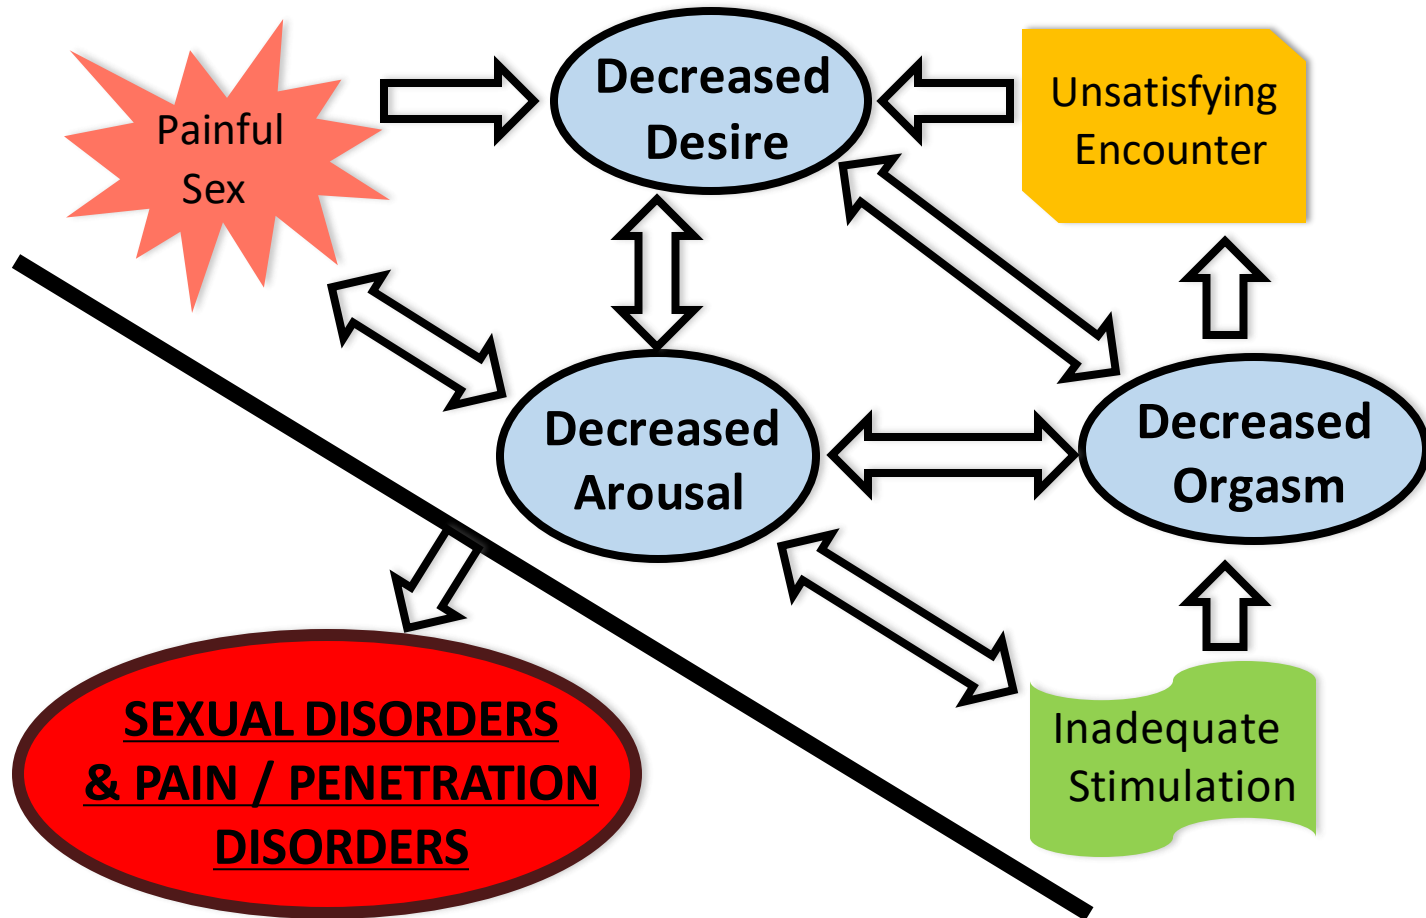 Painful
Sex
Decreased
Desire
Unsatisfying
Encounter
Decreased
Arousal
Decreased
Orgasm
SEXUAL DISORDERS
& PAIN / PENETRATION
DISORDERS
Inadequate
Stimulation